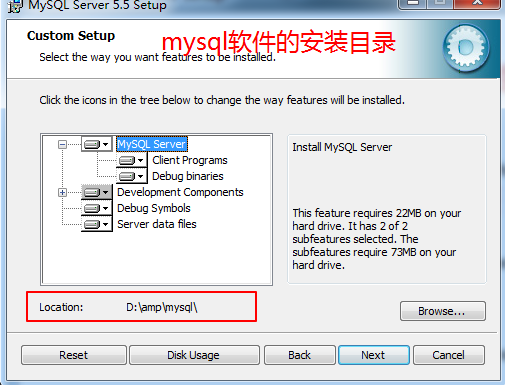 MySQL Server 5.5 Setup
Custom Setup
mysql软件的安装目录
Select the way you want features to be installed.
Click the icons in the tree below to change the way features will be installed.
MySQL Server
Client Programs
Debug binaries
Development Components
Debug Symbols
Server data files
Install MySQL Server
This feature requires 22MB on your
hard drive. It has 2 of 2
subfeatures selected. The
subfeatures require 73MB on your
hard drive.
Location: D:\amp\mysql\
Browse...
Reset Disk Usage Back Next Cancel